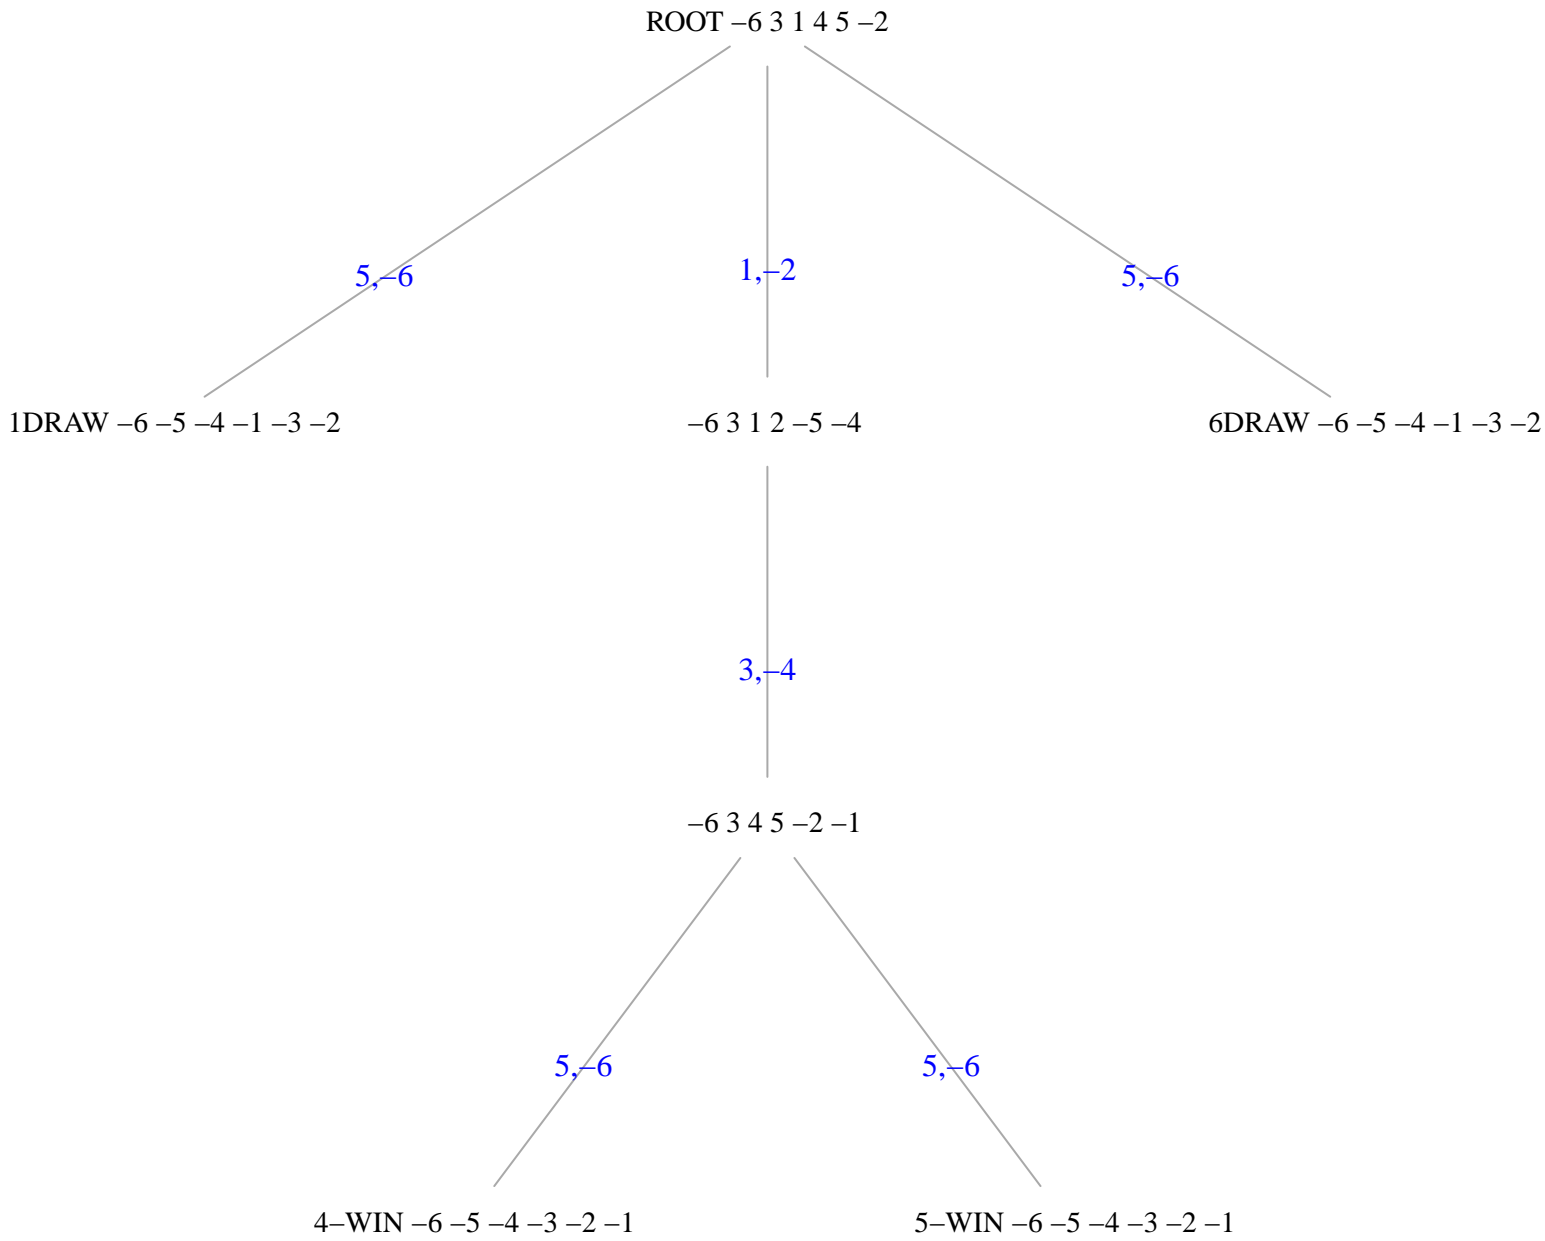 ROOT –6 3 1 4 5 –2
5,–6
1,–2
5,–6
1DRAW –6 –5 –4 –1 –3 –2
–6 3 1 2 –5 –4
6DRAW –6 –5 –4 –1 –3 –2
3,–4
–6 3 4 5 –2 –1
5,–6
5,–6
4–WIN –6 –5 –4 –3 –2 –1
5–WIN –6 –5 –4 –3 –2 –1